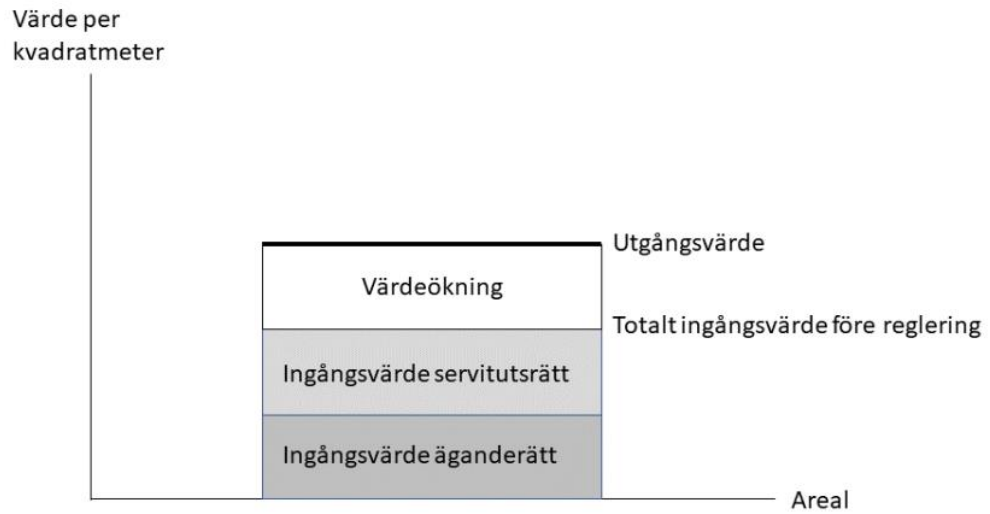 Värde per
kvadratmeter
Utgångsvärde
Värdeökning
Totalt ingångsvärde före reglering
Ingångsvärde servitutsrätt
Ingångsvärde äganderätt
Areal